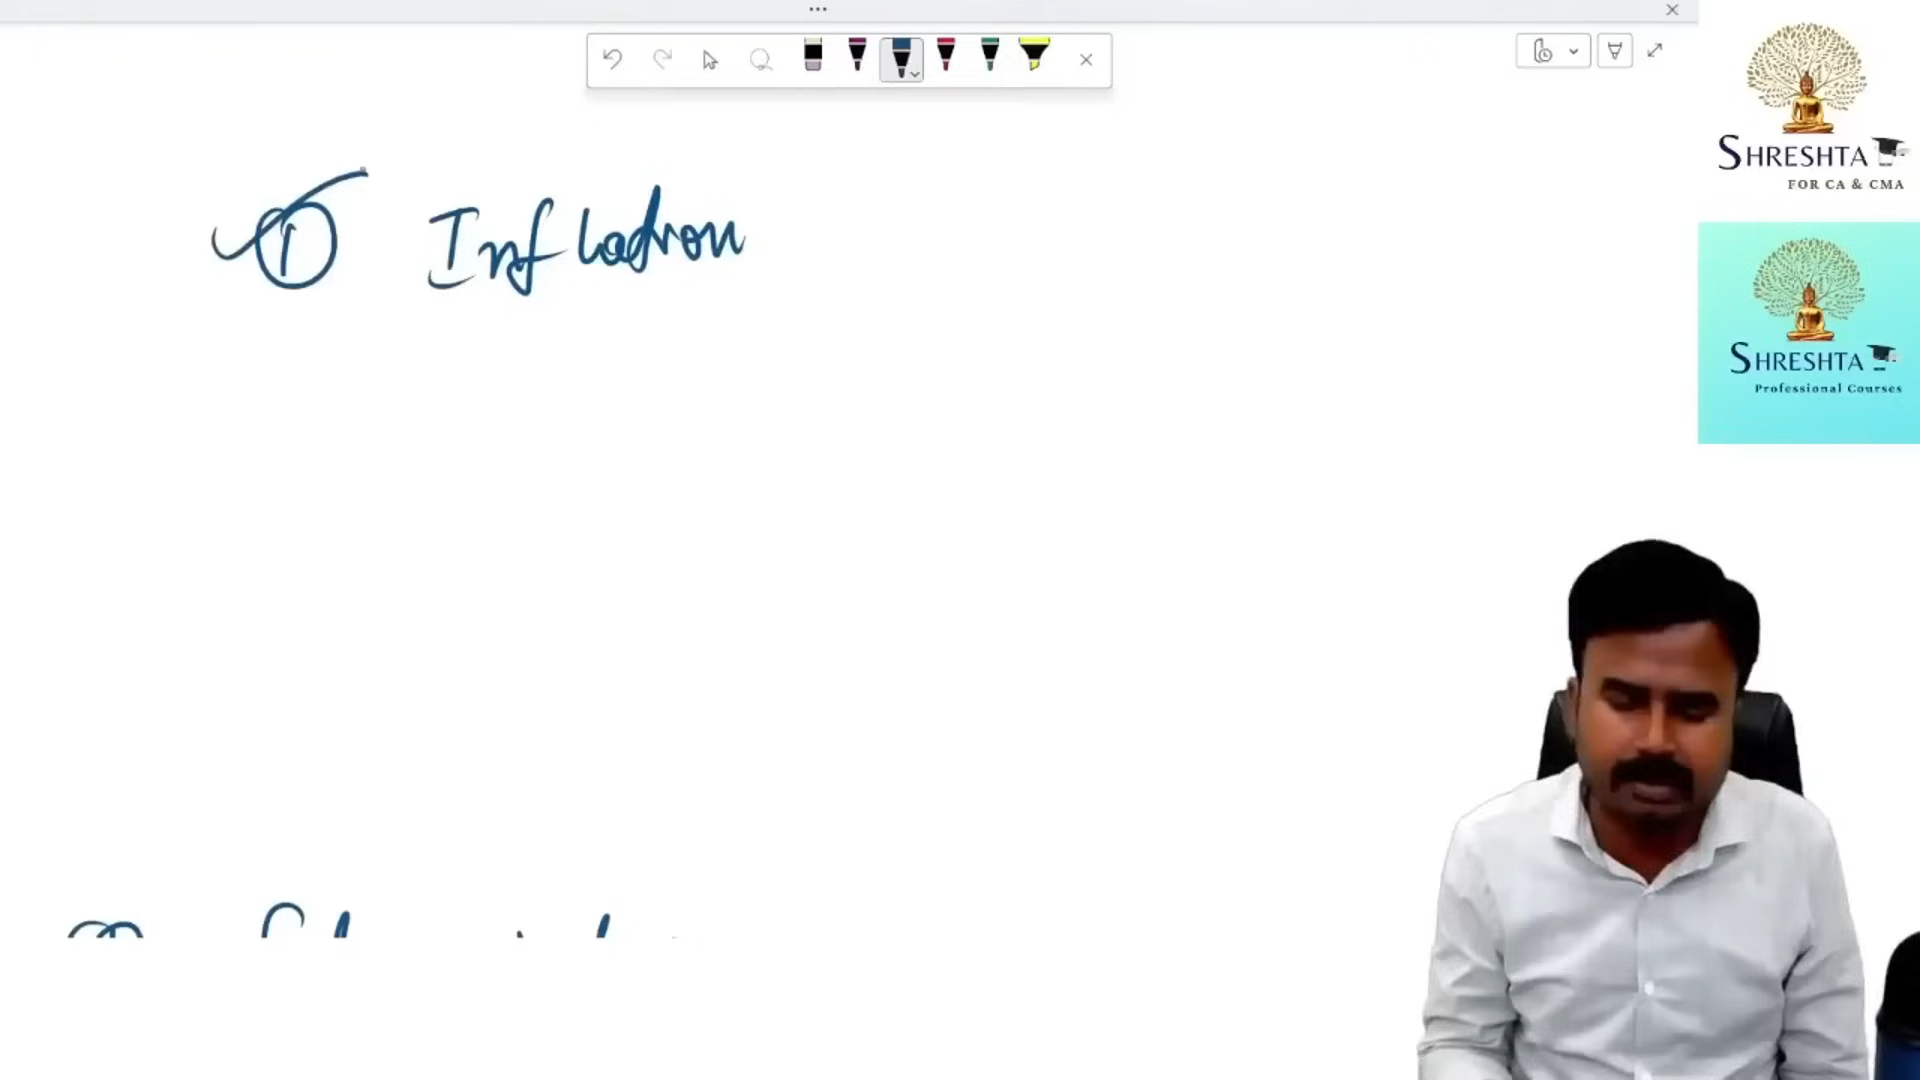 ① Inflation
SHRESHTA
FOR CA & CMA
SHRESHTA
Professional Courses